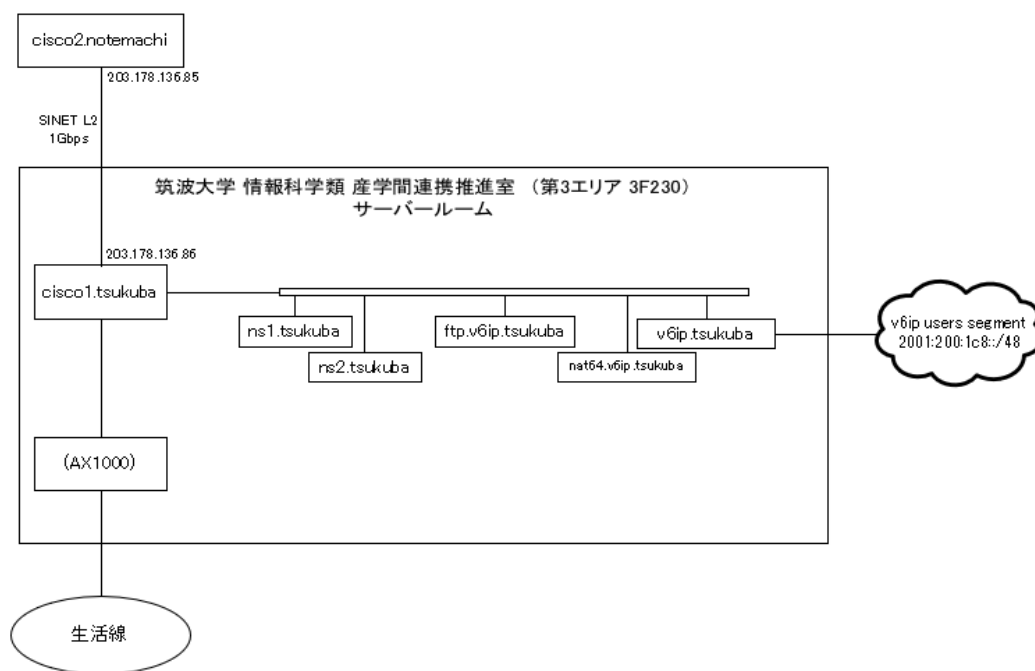 cisco2.notemachi
203.178.136.85
SINET L2
1Gbps
筑波大学 情報科学類 産学間連携推進室 (第3エリア 3F230)
サーバールーム
203.178.136.86
cisco1.tsukuba
ns1.tsukuba
ns2.tsukuba
ftp.v6ip.tsukuba
nat64.v6ip.tsukuba
v6ip.tsukuba
v6ip users segment
2001:200:1c8::/48
(AX1000)
生活線